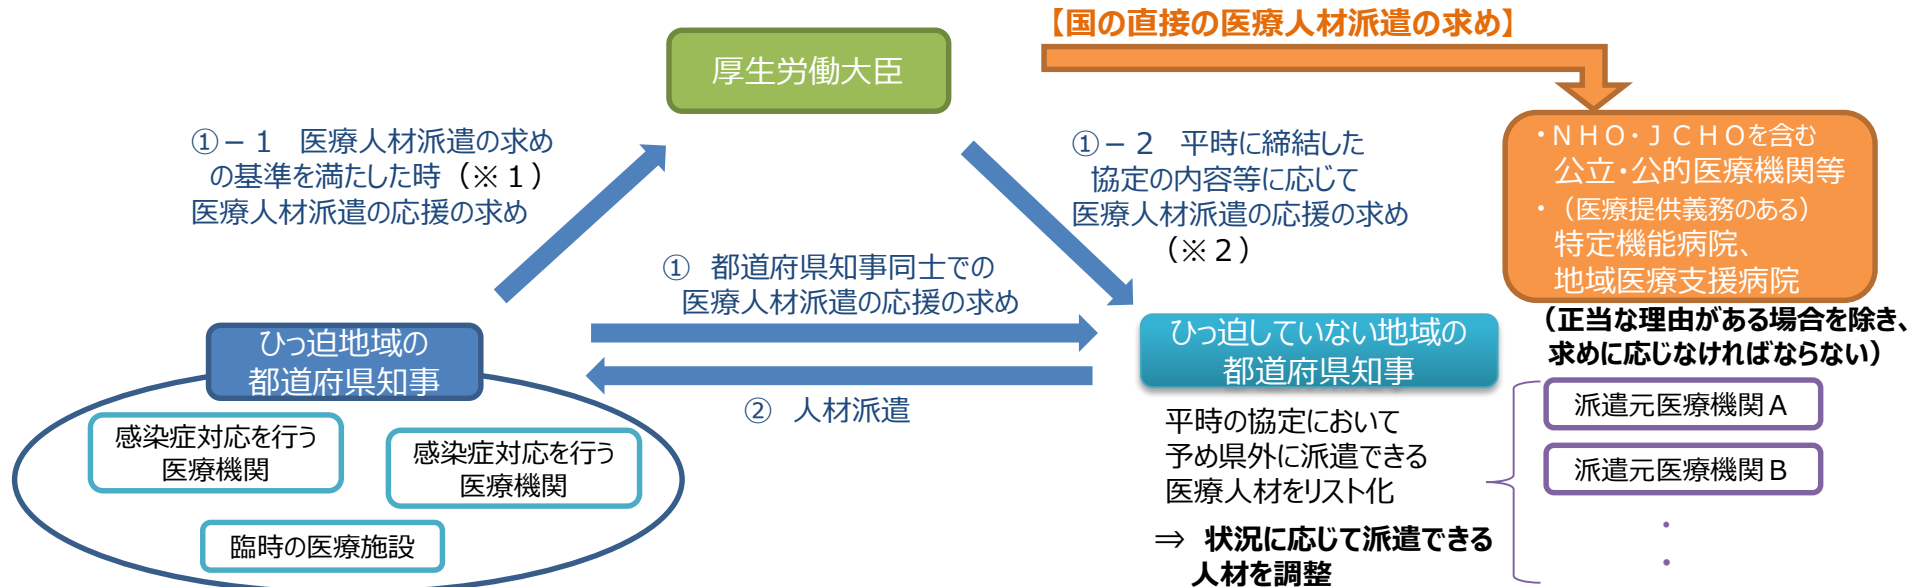 【国の直接の医療人材派遣の求め】
厚生労働大臣
①－１　医療人材派遣の求め
の基準を満たした時（※１）
医療人材派遣の応援の求め
①－２　平時に締結した
協定の内容等に応じて
医療人材派遣の応援の求め
（※２）
・ＮＨＯ・ＪＣＨＯを含む
公立・公的医療機関等
・（医療提供義務のある）
特定機能病院、
地域医療支援病院
（正当な理由がある場合を除き、
求めに応じなければならない）
①　都道府県知事同士での
医療人材派遣の応援の求め
ひっ迫地域の
都道府県知事
ひっ迫していない地域の
都道府県知事
②　人材派遣
感染症対応を行う
医療機関
感染症対応を行う
医療機関
臨時の医療施設
平時の協定において
予め県外に派遣できる
医療人材をリスト化
⇒　状況に応じて派遣できる
人材を調整
派遣元医療機関Ａ
派遣元医療機関Ｂ
・
・